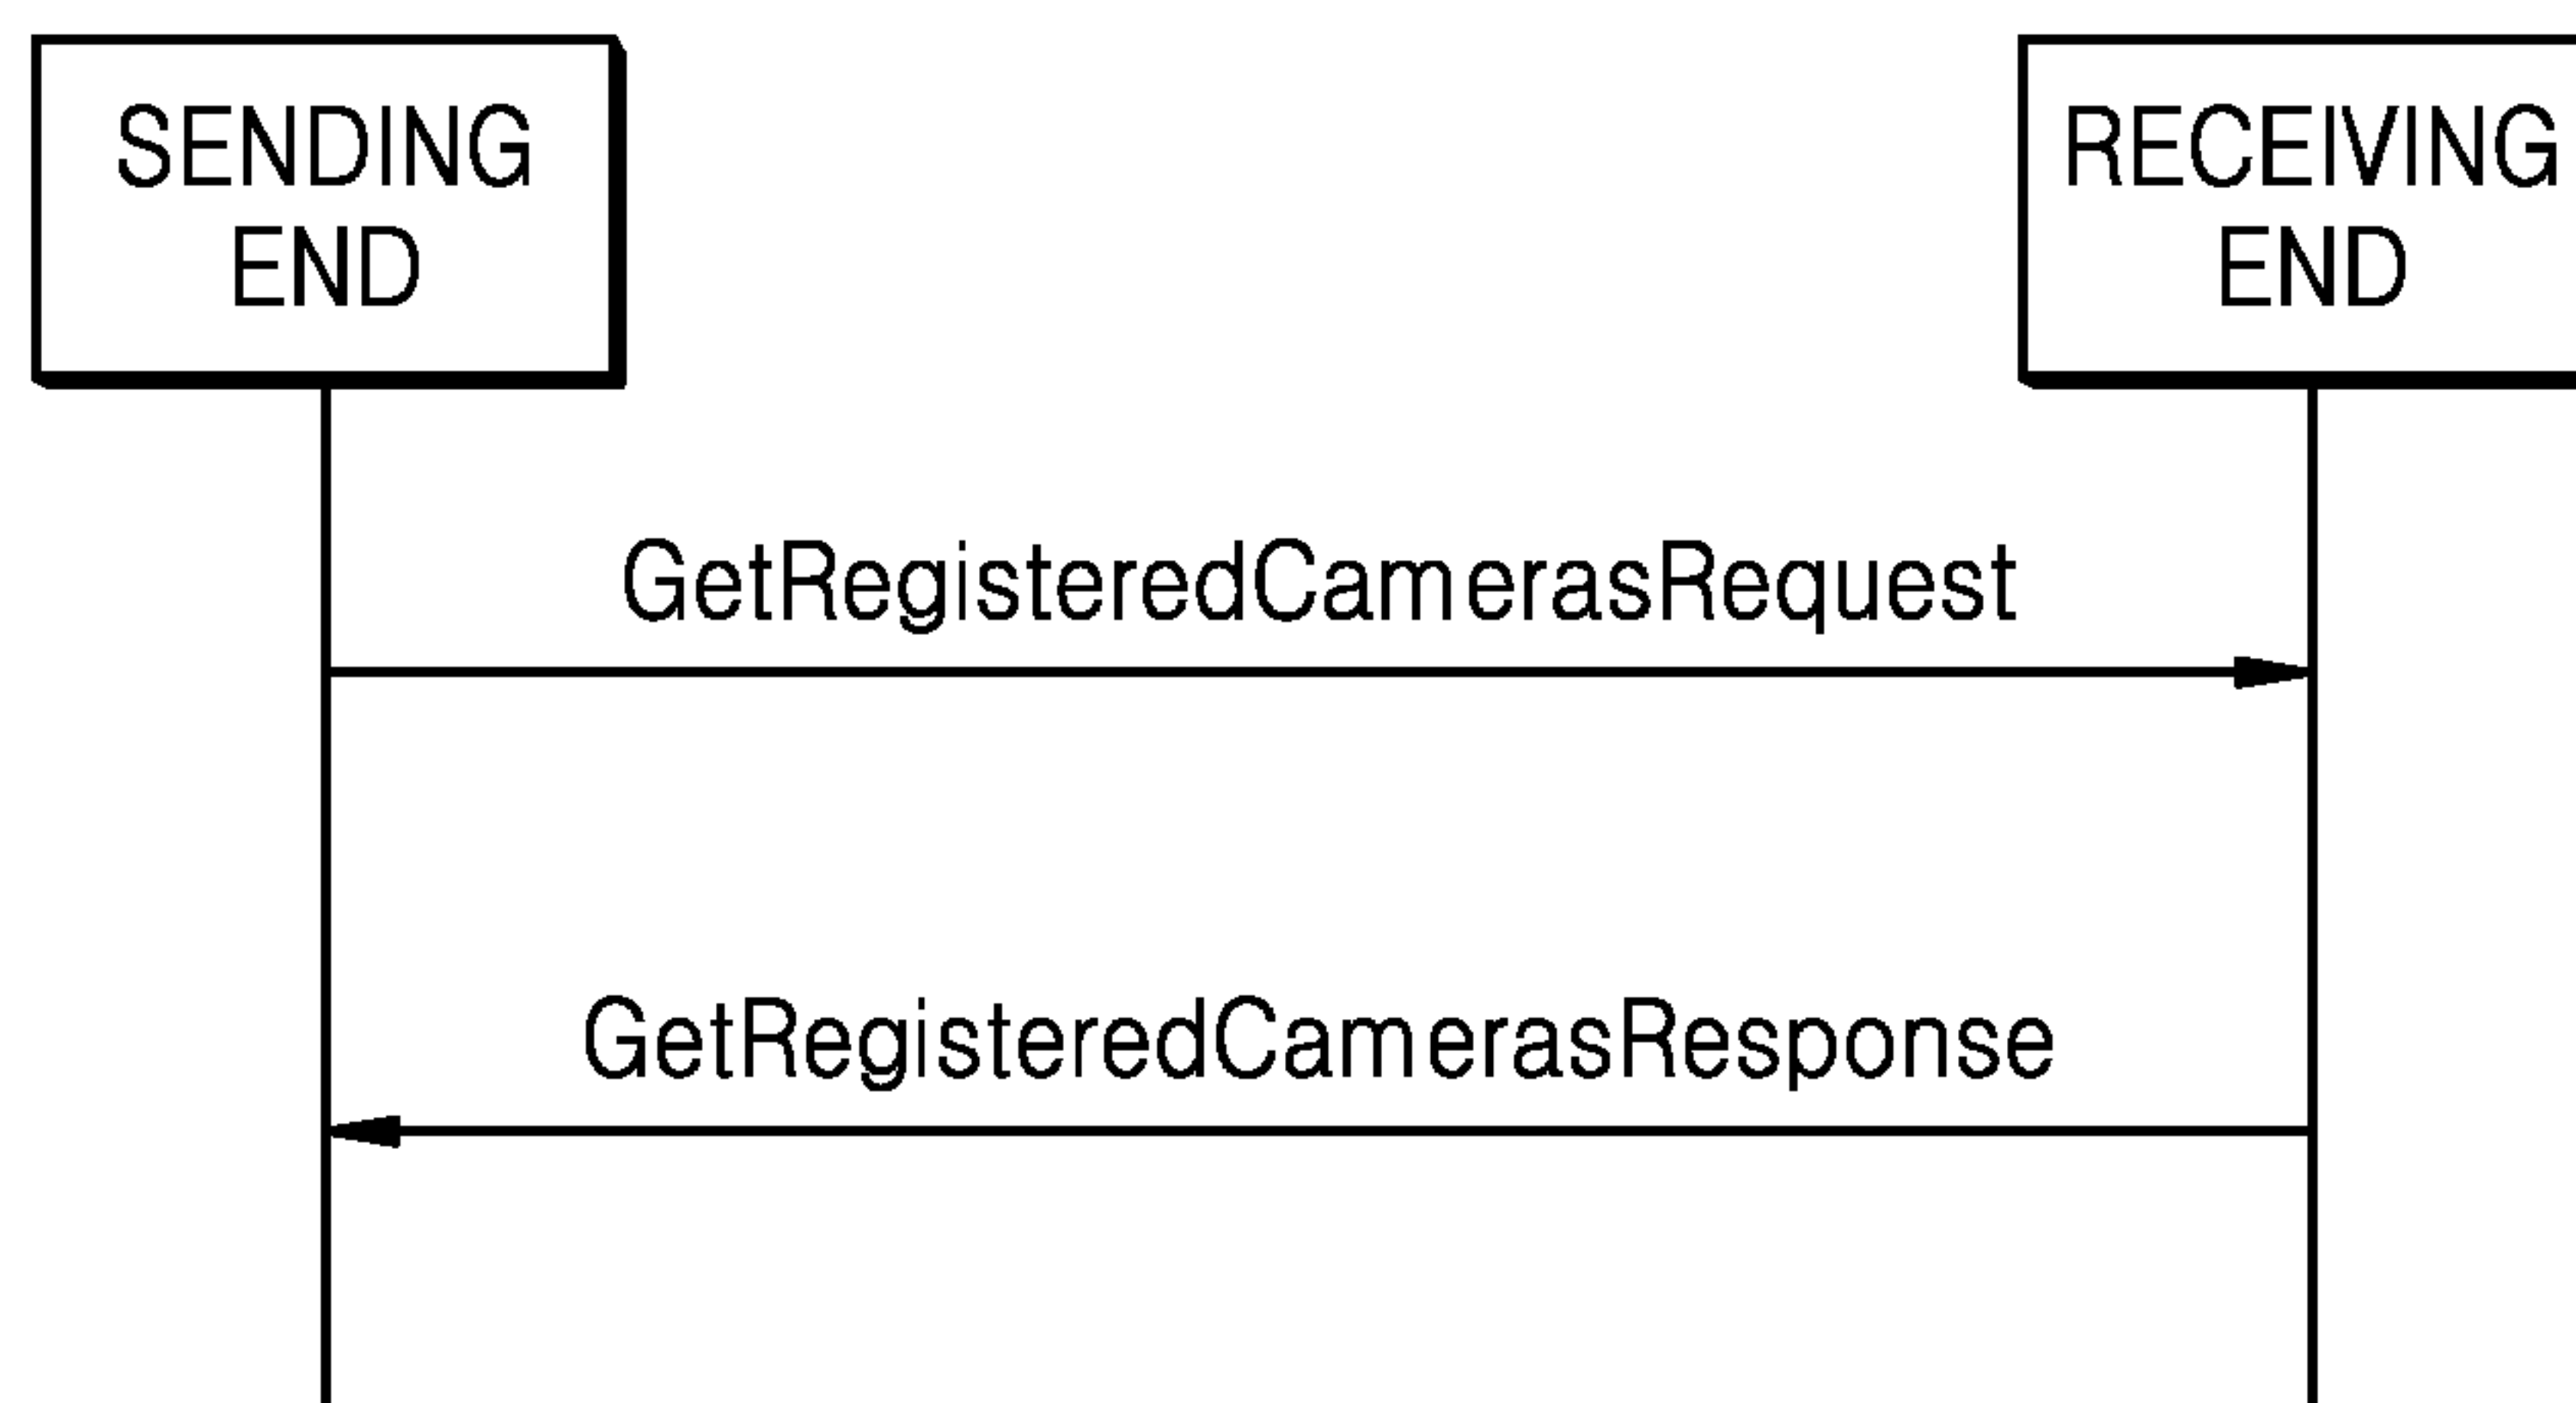 SENDING
END
RECEIVING
END
GetRegisteredCamerasRequest
GetRegisteredCamerasResponse